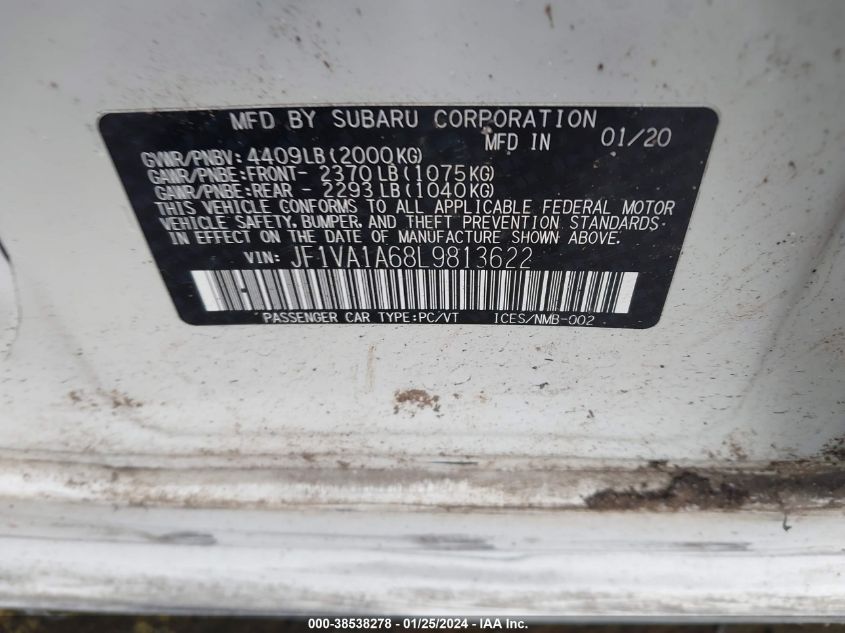 MFD BY SUBARU CORPORATION
MFD IN 01/20
GVWR/PNBV: 4409LB(2000KG)
GAWR/PNBE:FRONT- 2370LB(1075KG)
GAWR/PNBE:REAR - 2293LB(1040KG)
THIS VEHICLE CONFORMS TO ALL APPLICABLE FEDERAL MOTOR
VEHICLE SAFETY, BUMPER, AND THEFT PREVENTION STANDARDS
IN EFFECT ON THE DATE OF MANUFACTURE SHOWN ABOVE.
VIN: JF1VA1A68L9813622
PASSENGER CAR TYPE:PC/VT ICES/NMB-002
000-38538278 - 01/25/2024 - IAA Inc.